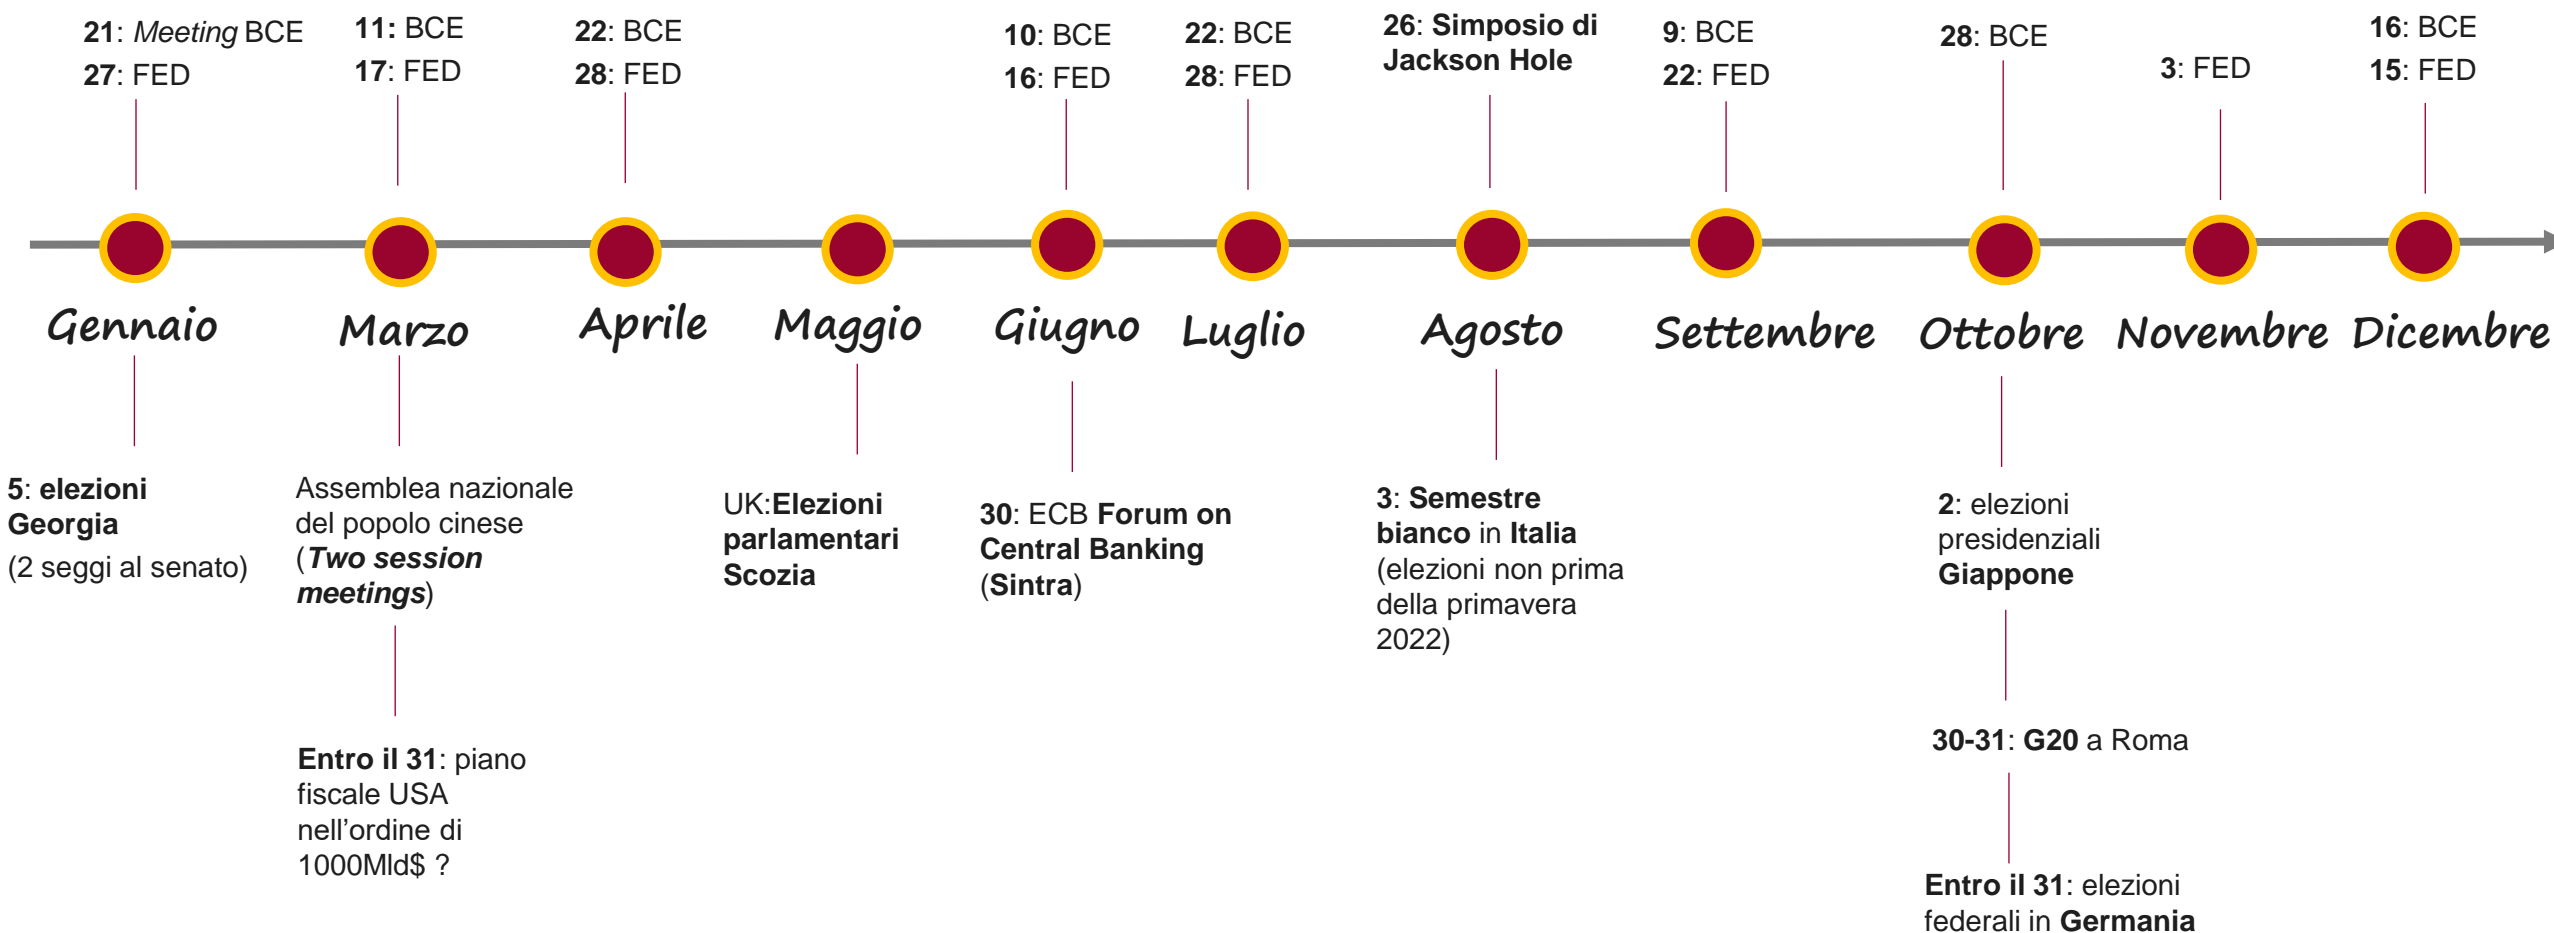 21: Meeting BCE
27: FED
11: BCE
17: FED
22: BCE
28: FED
10: BCE
16: FED
22: BCE
28: FED
26: Simposio di
Jackson Hole
9: BCE
22: FED
28: BCE
3: FED
16: BCE
15: FED
Gennaio
Marzo
Aprile
Maggio
Giugno
Luglio
Agosto
Settembre
Ottobre
Novembre
Dicembre
5: elezioni
Georgia
(2 seggi al senato)
Assemblea nazionale
del popolo cinese
(Two session
meetings)
Entro il 31: piano
fiscale USA
nell’ordine di
1000Mld$ ?
UK:Elezioni
parlamentari
Scozia
30: ECB Forum on
Central Banking
(Sintra)
3: Semestre
bianco in Italia
(elezioni non prima
della primavera
2022)
2: elezioni
presidenziali
Giappone
30-31: G20 a Roma
Entro il 31: elezioni
federali in Germania